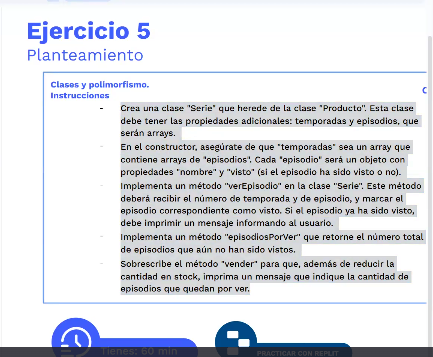 Ejercicio 5
Planteamiento
Clases y polimorfismo.
Instrucciones
- Crea una clase "Serie" que herede de la clase "Producto". Esta clase
debe tener las propiedades adicionales: temporadas y episodios, que
serán arrays.
- En el constructor, asegúrate de que "temporadas" sea un array que
contiene arrays de "episodios". Cada "episodio" será un objeto con
propiedades "nombre" y "visto" (si el episodio ha sido visto o no).
- Implementa un método "verEpisodio" en la clase "Serie". Este método
deberá recibir el número de temporada y de episodio, y marcar el
episodio correspondiente como visto. Si el episodio ya ha sido visto,
debe imprimir un mensaje informando al usuario.
- Implementa un método "episodiosPorVer" que retorne el número total
de episodios que aún no han sido vistos.
- Sobrescribe el método "vender" para que, además de reducir la
cantidad en stock, imprima un mensaje que indique la cantidad de
episodios que quedan por ver.
Tienes: 60 min
PRACTICAR CON REPLIT